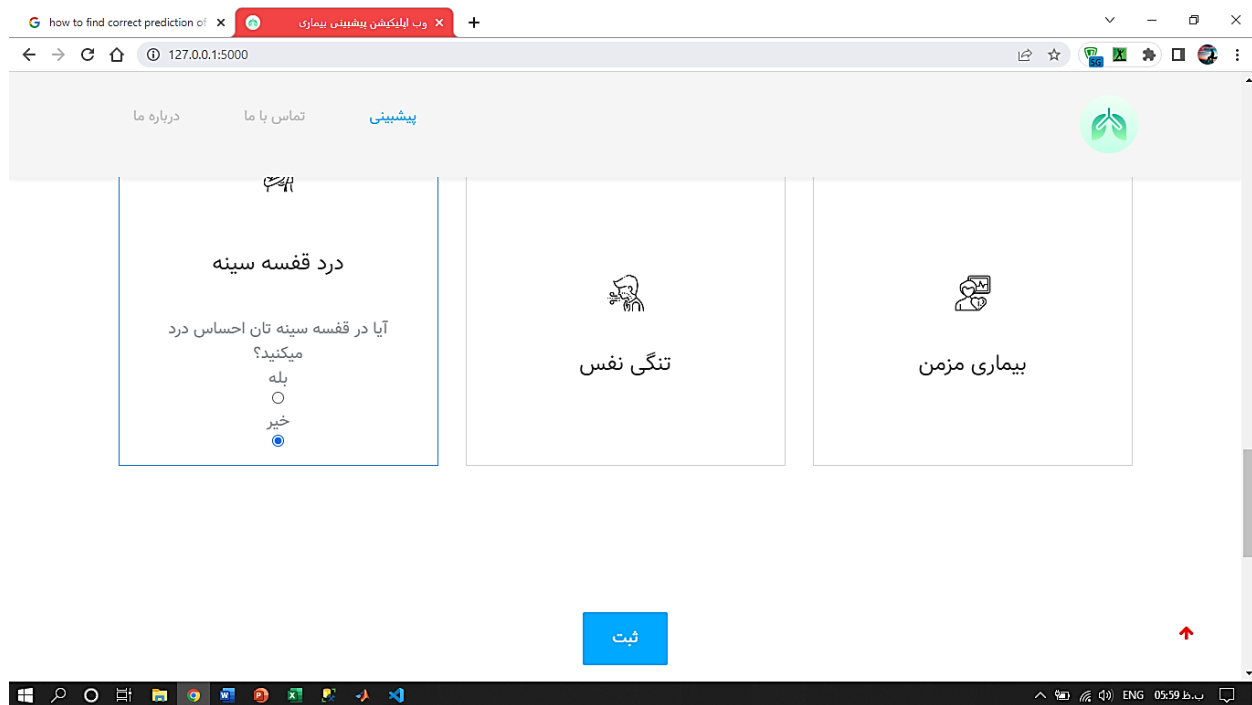 how to find correct prediction of
وب اپلیکیشن پیشبینی بیماری
127.0.0.1:5000
SG
پیشبینی
تماس با ما
درباره ما
بیماری مزمن
تنگی نفس
درد قفسه سینه
آیا در قفسه سینه تان احساس درد
میکنید؟
بله
خیر
ثبت
ENG
05:59 ب.ظ